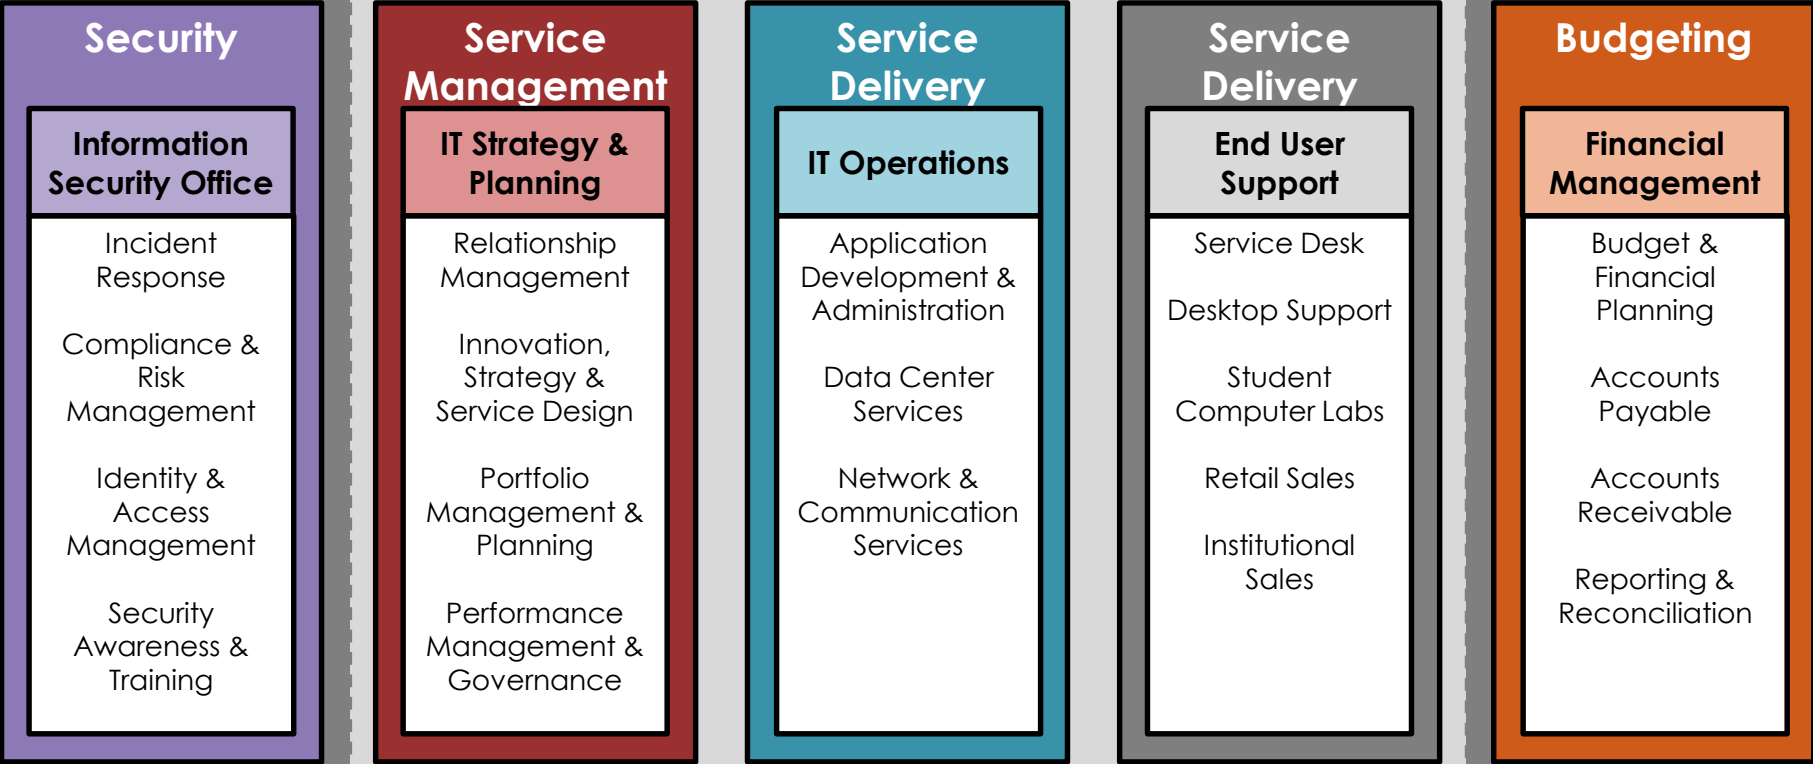 Security
Information
Security Office
Incident
Response
Compliance &
Risk
Management
Identity &
Access
Management
Security
Awareness &
Training
Service
Management
IT Strategy &
Planning
Relationship
Management
Innovation,
Strategy &
Service Design
Portfolio
Management &
Planning
Performance
Management &
Governance
Service
Delivery
IT Operations
Application
Development &
Administration
Data Center
Services
Network &
Communication
Services
Service
Delivery
End User
Support
Service Desk
Desktop Support
Student
Computer Labs
Retail Sales
Institutional
Sales
Budgeting
Financial
Management
Budget &
Financial
Planning
Accounts
Payable
Accounts
Receivable
Reporting &
Reconciliation